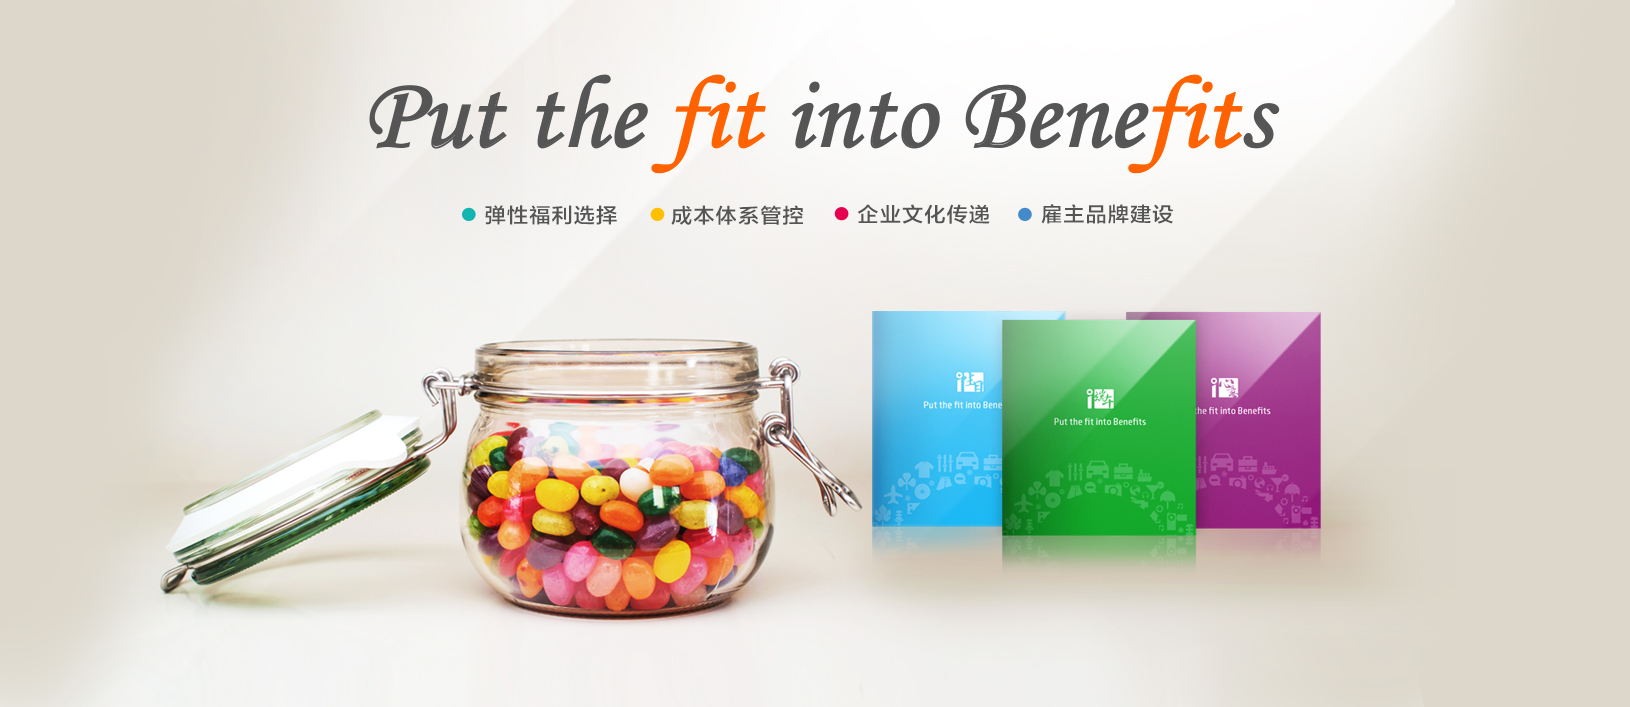 Put the fit into Benefits
弹性福利选择 成本体系管控 企业文化传递 雇主品牌建设
Put the fit into Bene
Put the fit into Benefits
the fit into Benefits